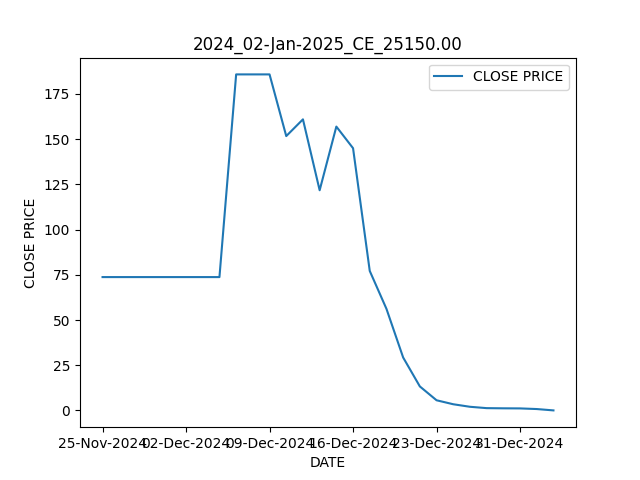 2024_02-Jan-2025_CE_25150.00
CLOSE PRICE
175
150
125
100
75
50
25
0
CLOSE PRICE
25-Nov-2024 02-Dec-2024 09-Dec-2024 16-Dec-2024 23-Dec-2024 31-Dec-2024
DATE